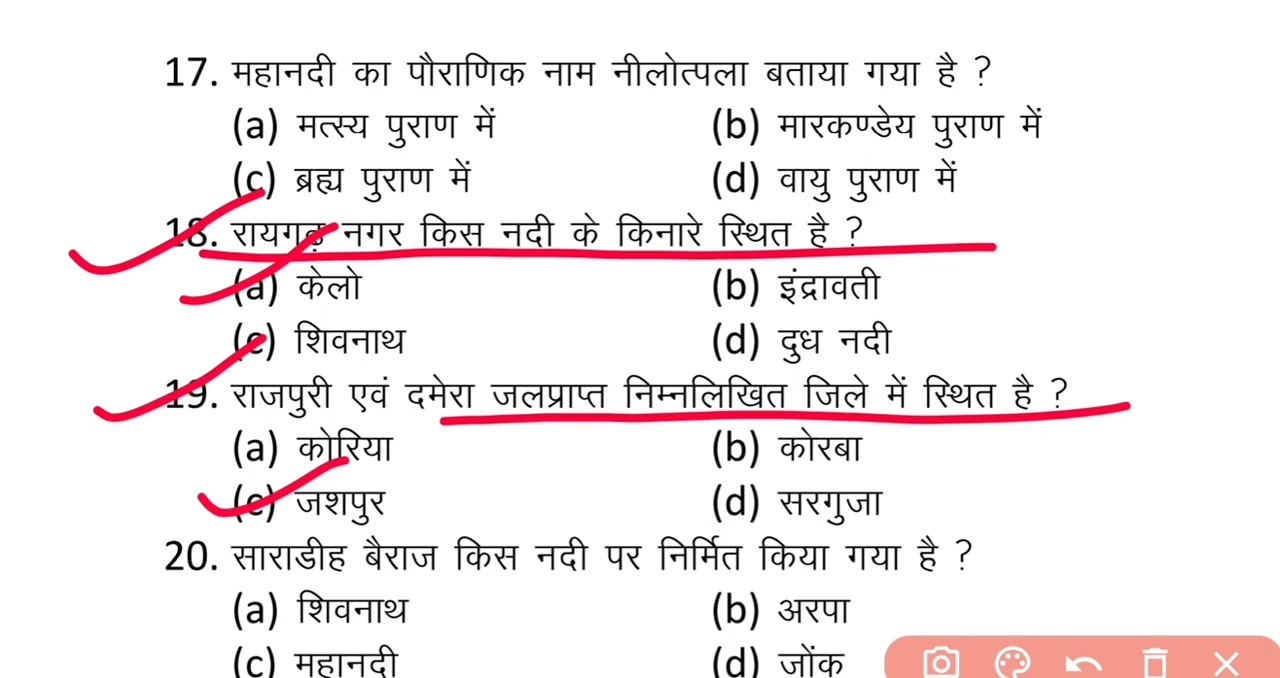 17. महानदी का पौराणिक नाम नीलोत्पला बताया गया है ?
(a) मत्स्य पुराण में (b) मारकण्डेय पुराण में
(c) ब्रह्य पुराण में (d) वायु पुराण में
18. रायगढ़ नगर किस नदी के किनारे स्थित है ?
(a) केलो (b) इंद्रावती
(c) शिवनाथ (d) दुध नदी
19. राजपुरी एवं दमेरा जलप्राप्त निम्नलिखित जिले में स्थित है ?
(a) कोरिया (b) कोरबा
(c) जशपुर (d) सरगुजा
20. साराडीह बैराज किस नदी पर निर्मित किया गया है ?
(a) शिवनाथ (b) अरपा
(c) महानदी (d) जोंक